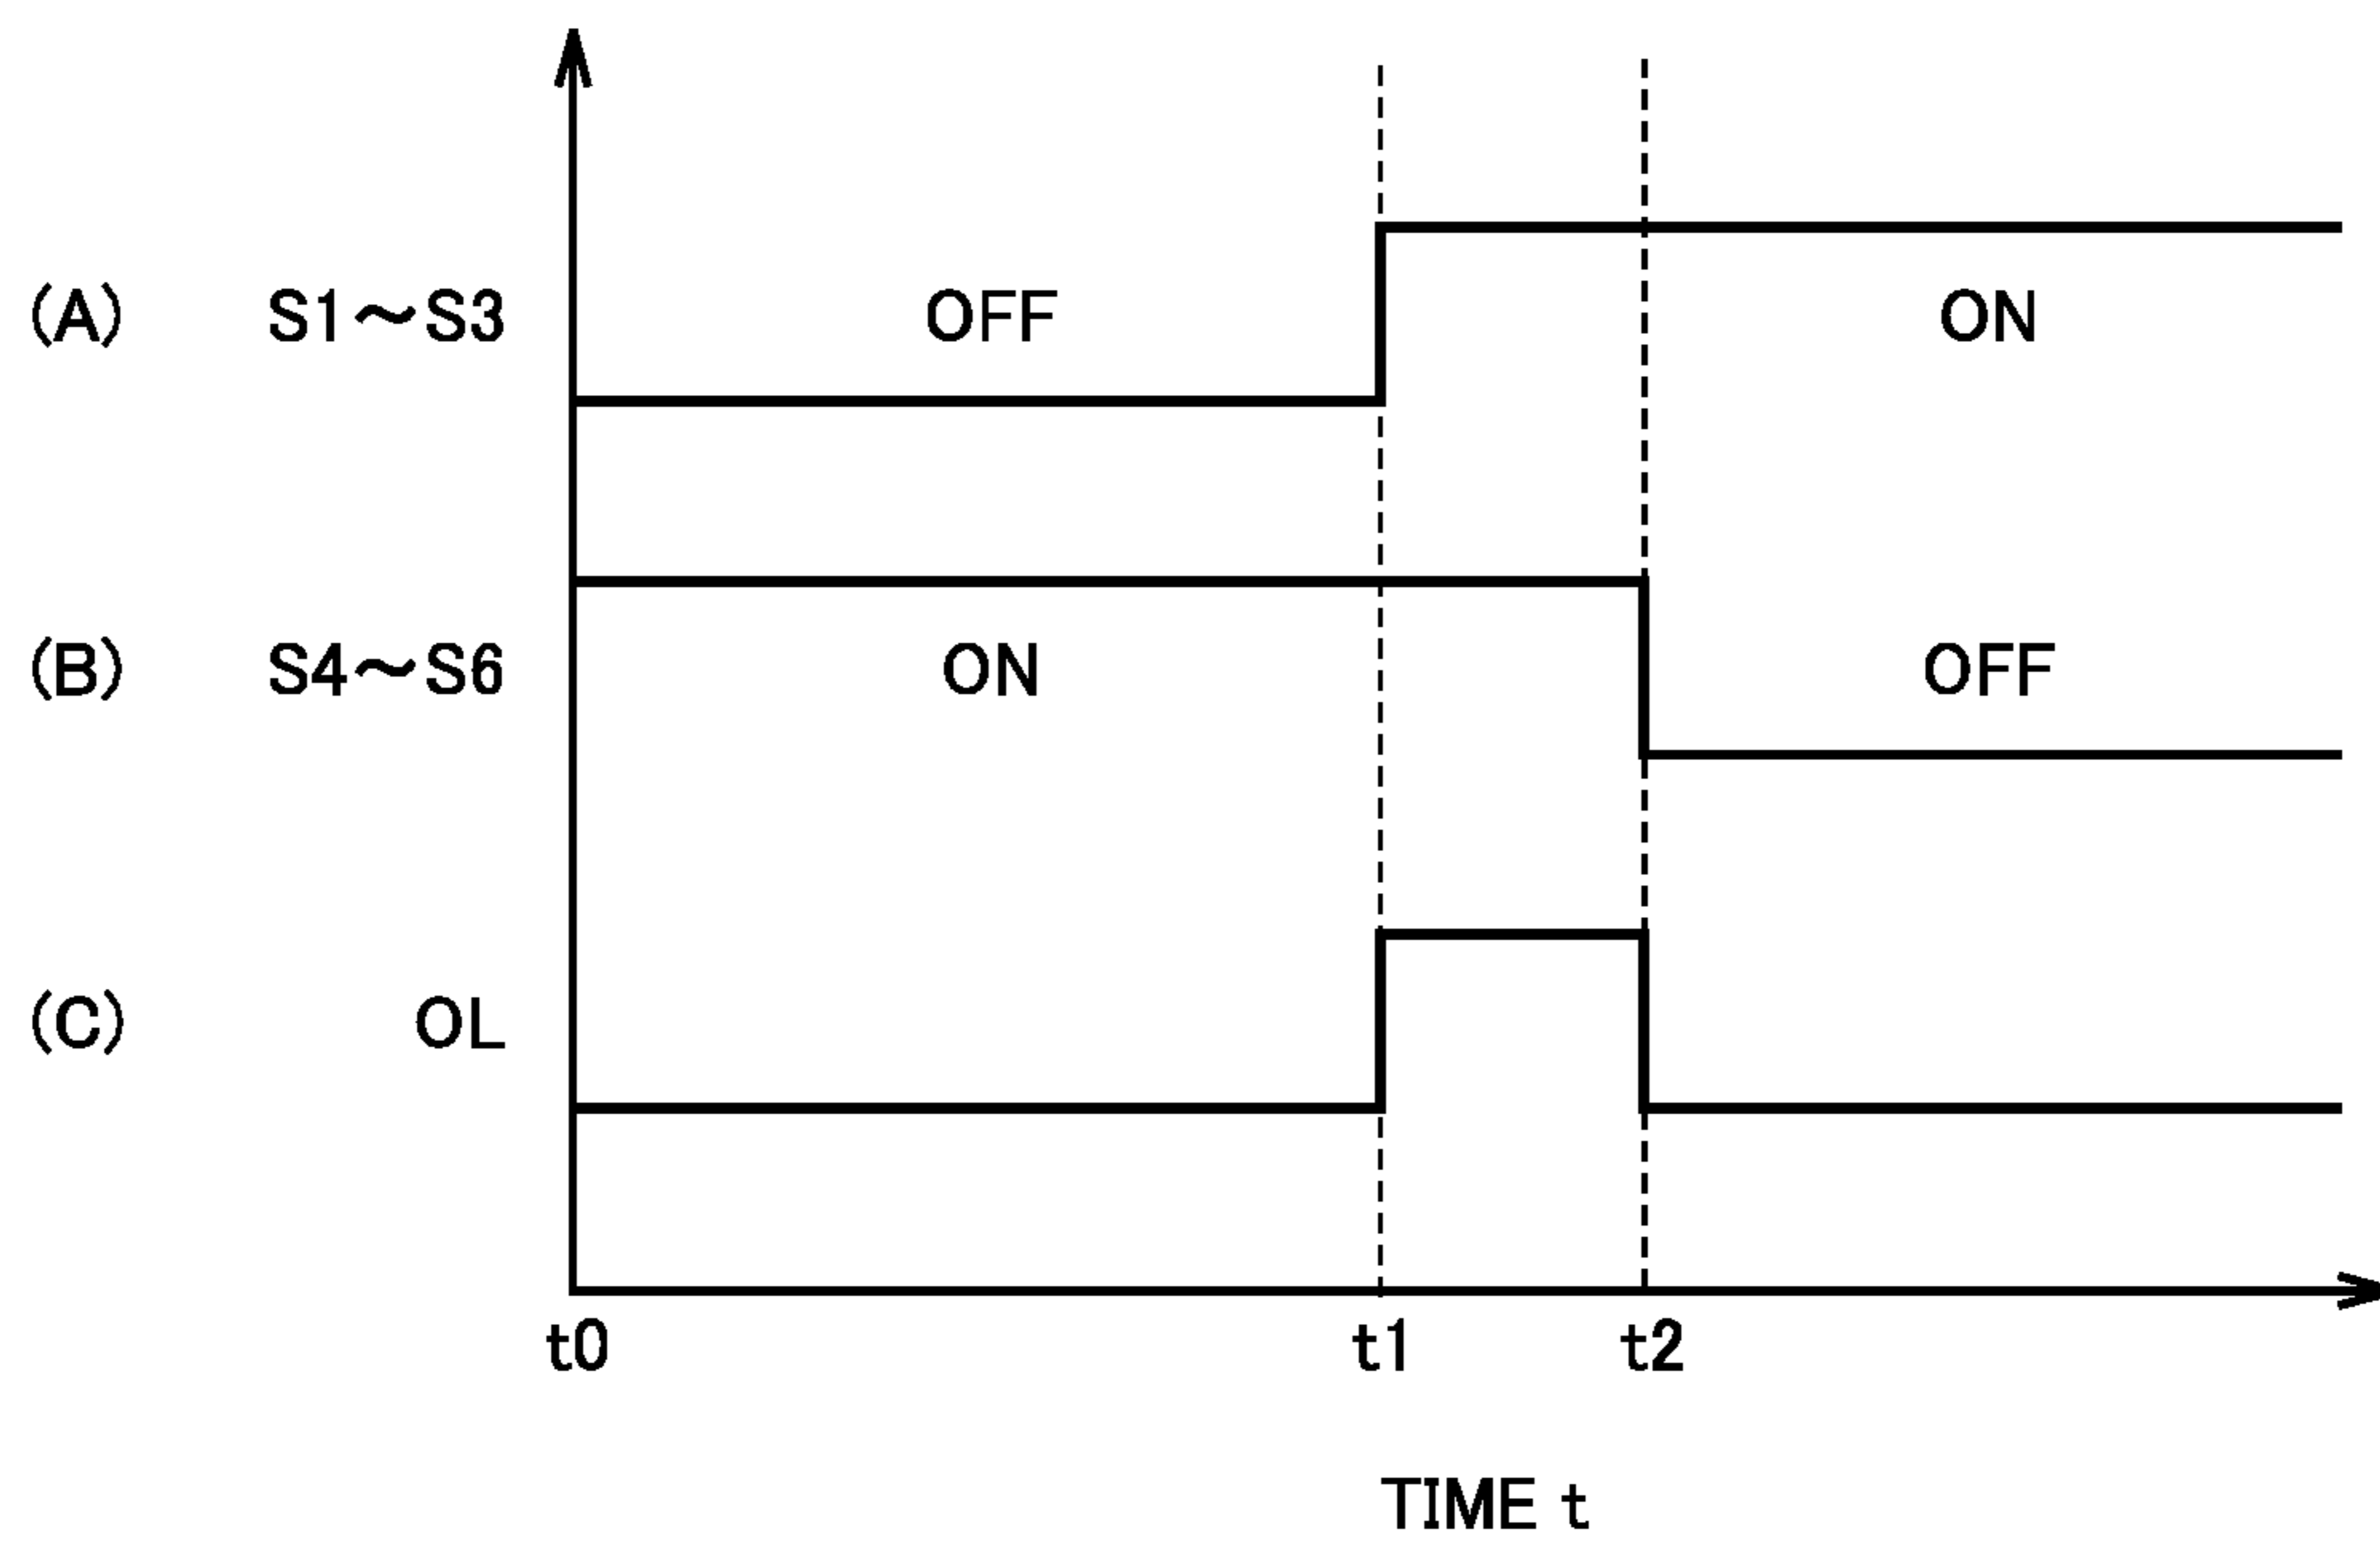 (A) S1～S3 OFF ON
(B) S4～S6 ON OFF
(C) OL
t0 t1 t2
TIME t